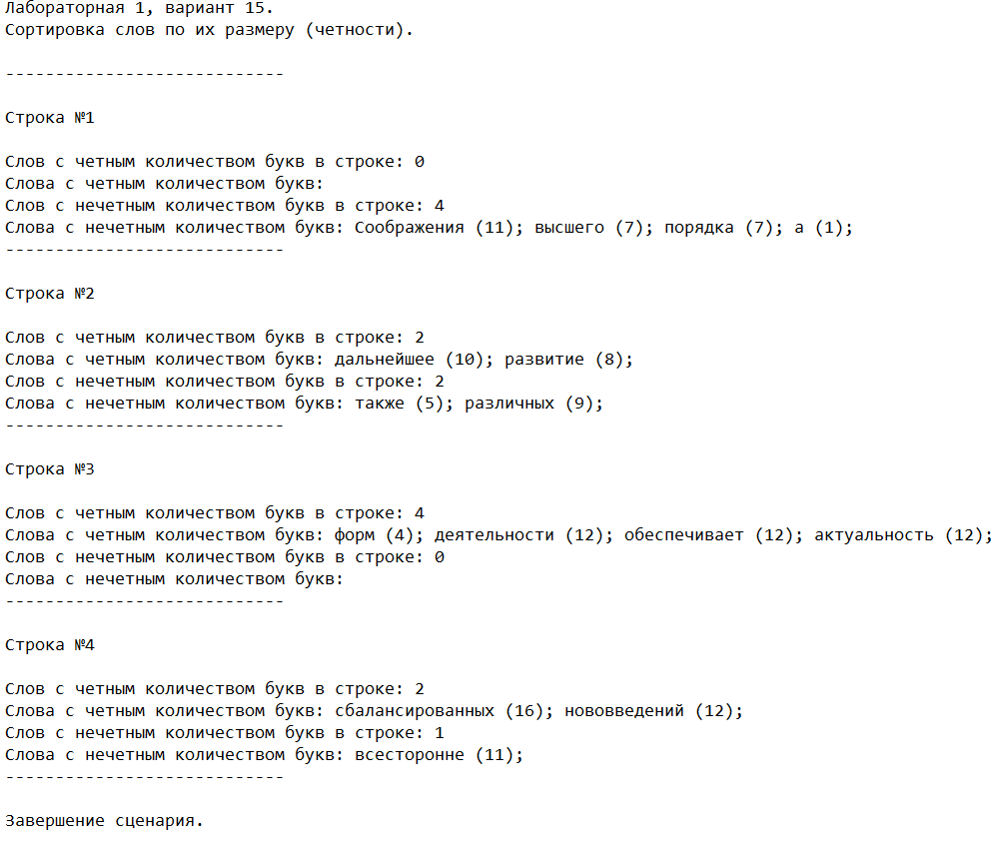 Лабораторная 1, вариант 15.
Сортировка слов по их размеру (четности).
----------------------------
Строка №1
Слов с четным количеством букв в строке: 0
Слова с четным количеством букв:
Слов с нечетным количеством букв в строке: 4
Слова с нечетным количеством букв: Соображения (11); высшего (7); порядка (7); а (1);
----------------------------
Строка №2
Слов с четным количеством букв в строке: 2
Слова с четным количеством букв: дальнейшее (10); развитие (8);
Слов с нечетным количеством букв в строке: 2
Слова с нечетным количеством букв: также (5); различных (9);
----------------------------
Строка №3
Слов с четным количеством букв в строке: 4
Слова с четным количеством букв: форм (4); деятельности (12); обеспечивает (12); актуальность (12);
Слов с нечетным количеством букв в строке: 0
Слова с нечетным количеством букв:
----------------------------
Строка №4
Слов с четным количеством букв в строке: 2
Слова с четным количеством букв: сбалансированных (16); нововведений (12);
Слов с нечетным количеством букв в строке: 1
Слова с нечетным количеством букв: всесторонне (11);
----------------------------
Завершение сценария.